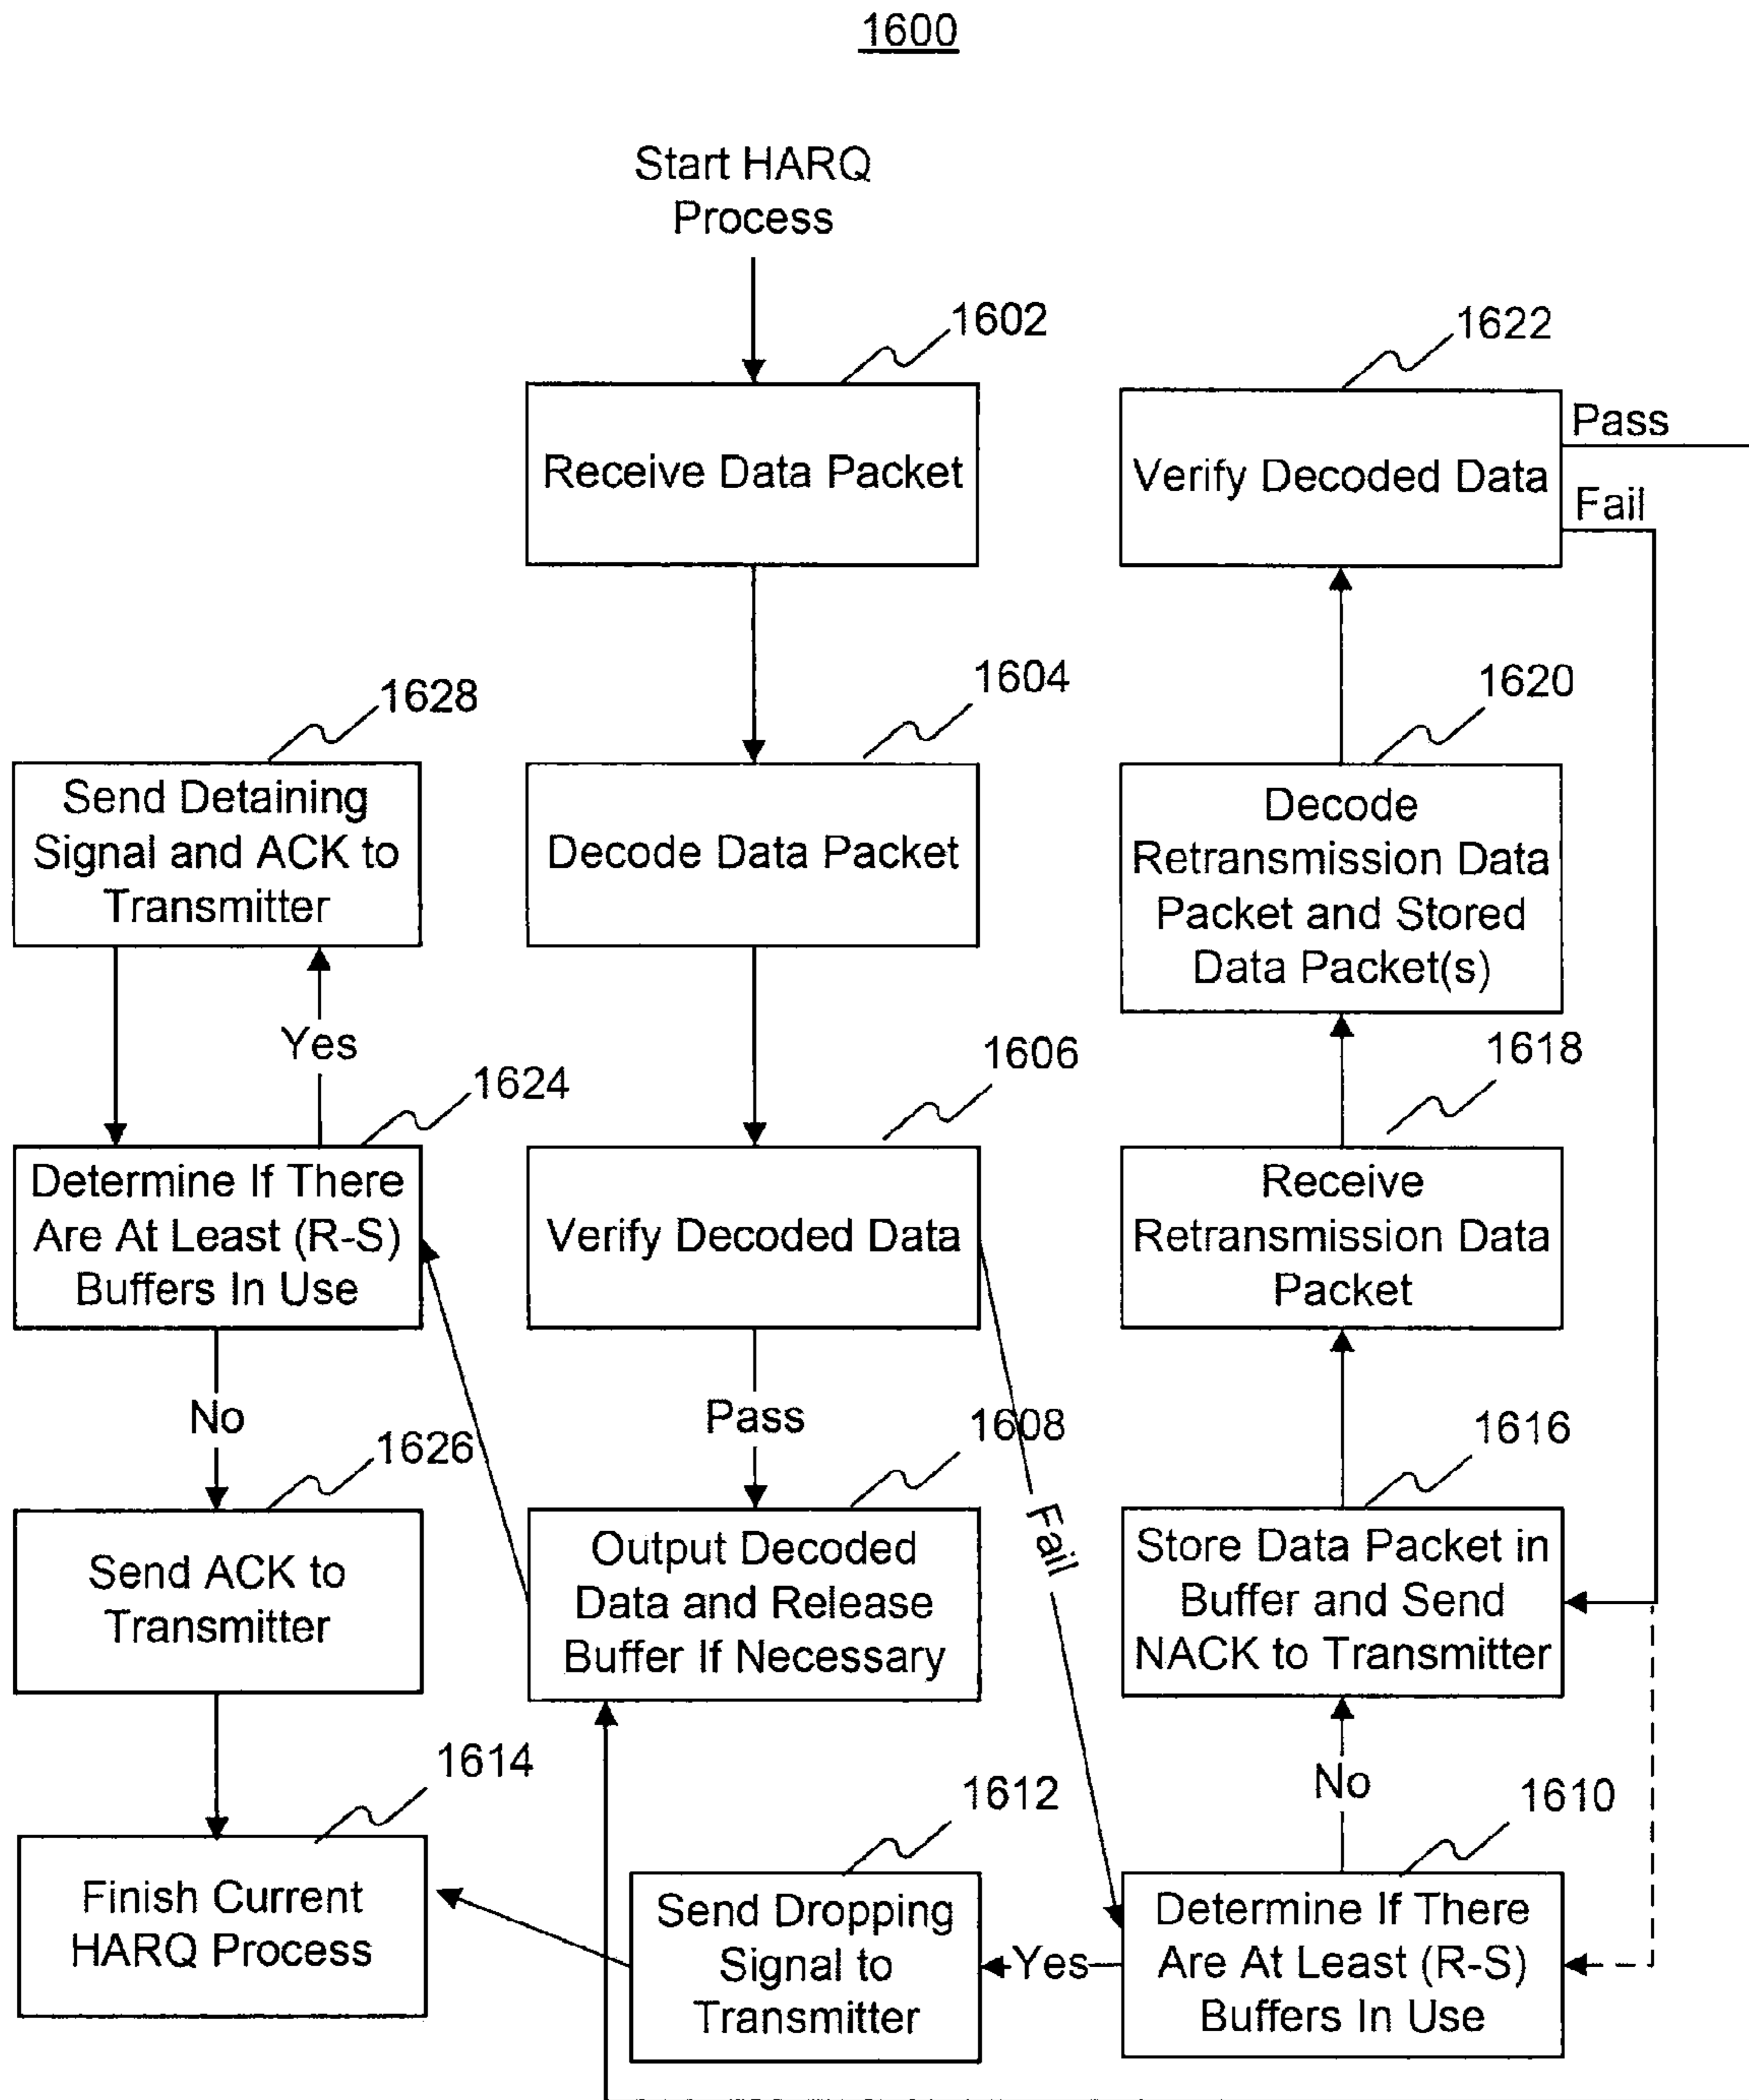 1600
Start HARQ
Process
1602
Receive Data Packet
1622
Verify Decoded Data
Pass
Fail
1628
Send Detaining
Signal and ACK to
Transmitter
1604
Decode Data Packet
1620
Decode
Retransmission Data
Packet and Stored
Data Packet(s)
Yes
1624
Determine If There
Are At Least (R-S)
Buffers In Use
1606
Verify Decoded Data
1618
Receive
Retransmission Data
Packet
No
1626
Send ACK to
Transmitter
Pass
1608
Output Decoded
Data and Release
Buffer If Necessary
Fail
1616
Store Data Packet in
Buffer and Send
NACK to Transmitter
1614
Finish Current
HARQ Process
1612
Send Dropping
Signal to
Transmitter
Yes
No
1610
Determine If There
Are At Least (R-S)
Buffers In Use